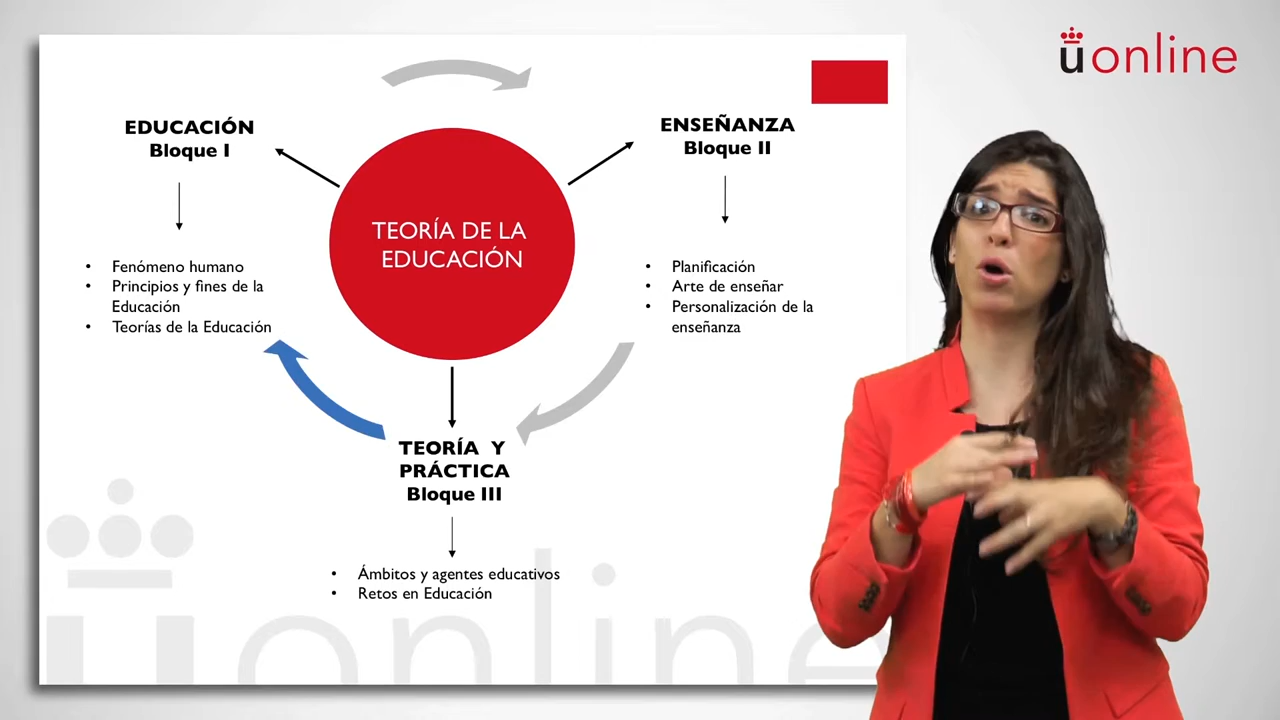 uonline
EDUCACIÓN
Bloque I
ENSEÑANZA
Bloque II
TEORÍA DE LA
EDUCACIÓN
• Fenómeno humano
• Principios y fines de la
Educación
• Teorías de la Educación
• Planificación
• Arte de enseñar
• Personalización de la
enseñanza
TEORÍA Y
PRÁCTICA
Bloque III
• Ámbitos y agentes educativos
• Retos en Educación
uonline